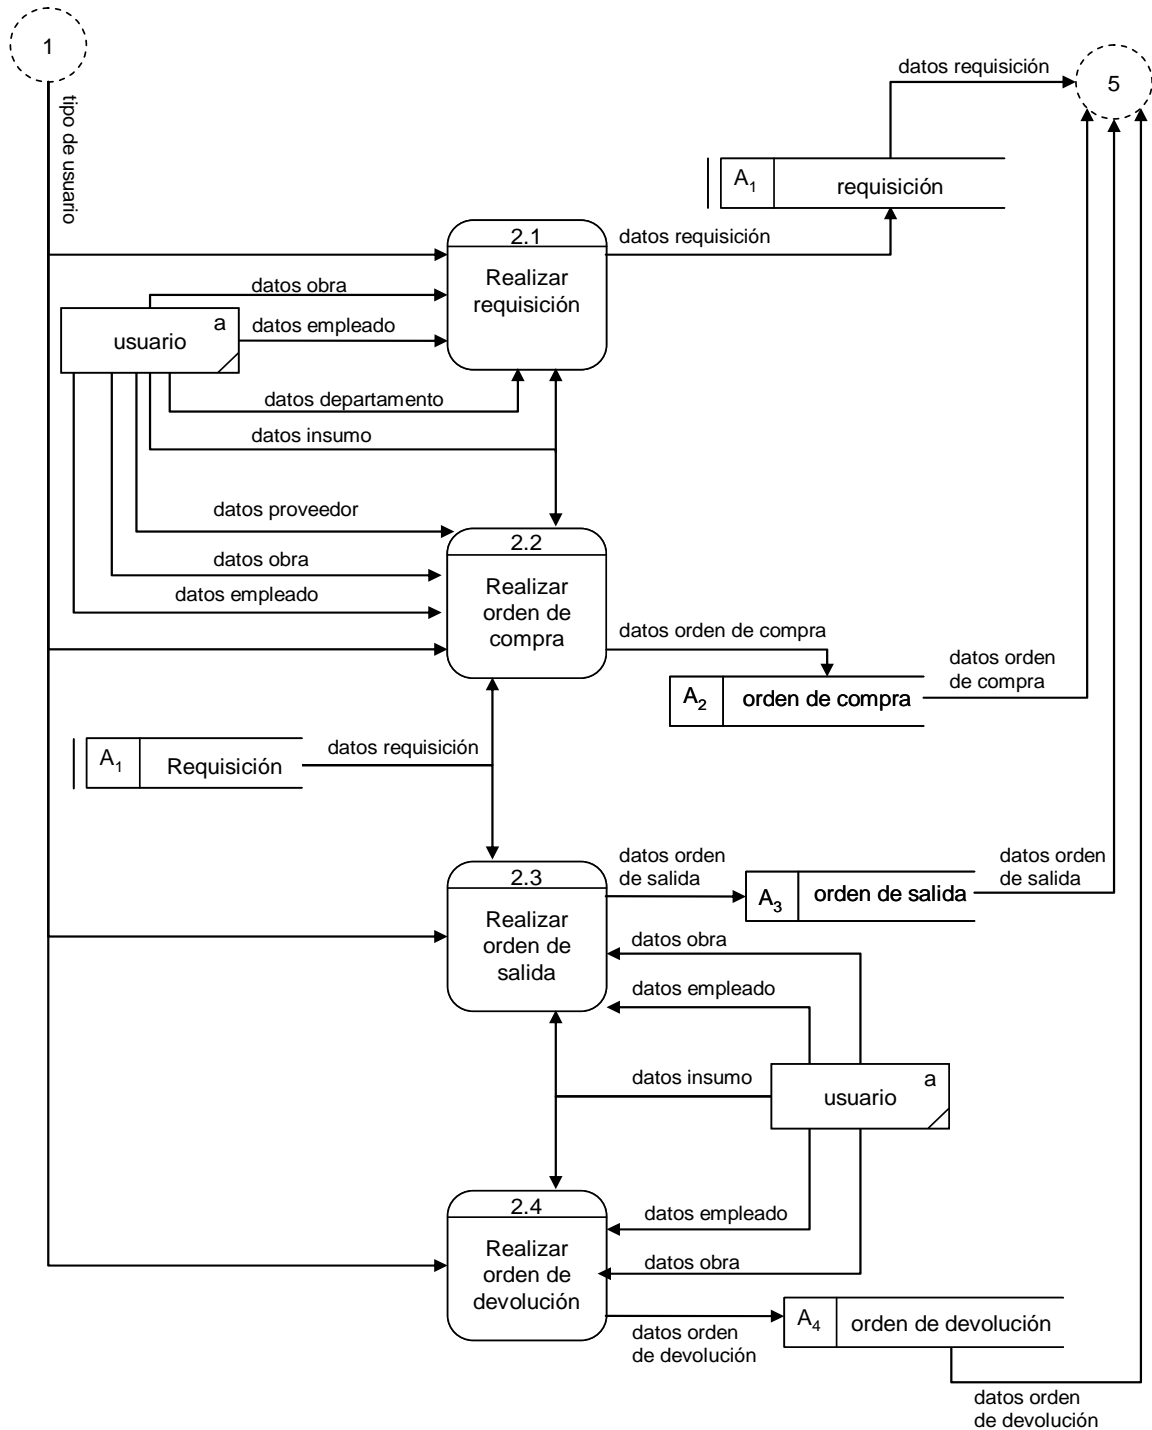 1
tipo de usuario
datos requisición
5
A1
requisición
2.1
Realizar
requisición
datos requisición
datos obra
a
usuario
datos empleado
datos departamento
datos insumo
datos proveedor
2.2
Realizar
orden de
compra
datos obra
datos empleado
datos orden de compra
datos orden
de compra
A2
orden de compra
datos requisición
A1
Requisición
2.3
Realizar
orden de
salida
datos orden
de salida
A3
orden de salida
datos orden
de salida
datos obra
datos empleado
datos insumo
a
usuario
2.4
Realizar
orden de
devolución
datos empleado
datos obra
A4
orden de devolución
datos orden
de devolución
datos orden
de devolución